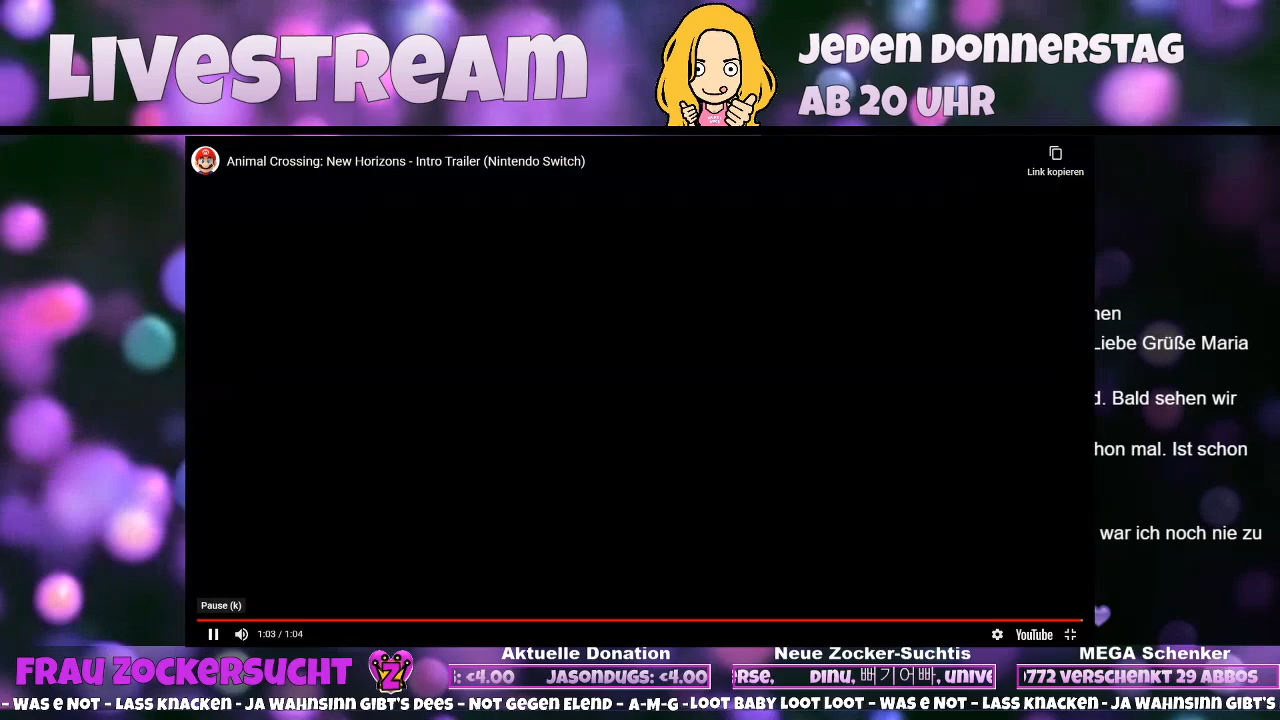 LIVESTREAM
JEDEN DONNERSTAG
AB 20 UHR
Animal Crossing: New Horizons - Intro Trailer (Nintendo Switch)
Link kopieren
hen
Liebe Grüße Maria
d. Bald sehen wir
hon mal. Ist schon
war ich noch nie zu
Pause (k)
1:03 / 1:04
YouTube
Aktuelle Donation
Neue Zocker-Suchtis
MEGA Schenker
FRAU ZOCKERSUCHT
Z
: €4.00 JASONDUGS: €4.00
ERSE, DINU, 빠기어빠, UNIVE
772 VERSCHENKT 29 ABBOS
- WAS E NOT - LASS KNACKEN - JA WAHNSINN GIBT'S DEES - NOT GEGEN ELEND - A-M-G - LOOT BABY LOOT LOOT - WAS E NOT - LASS KNACKEN - JA WAHNSINN GIBT'S